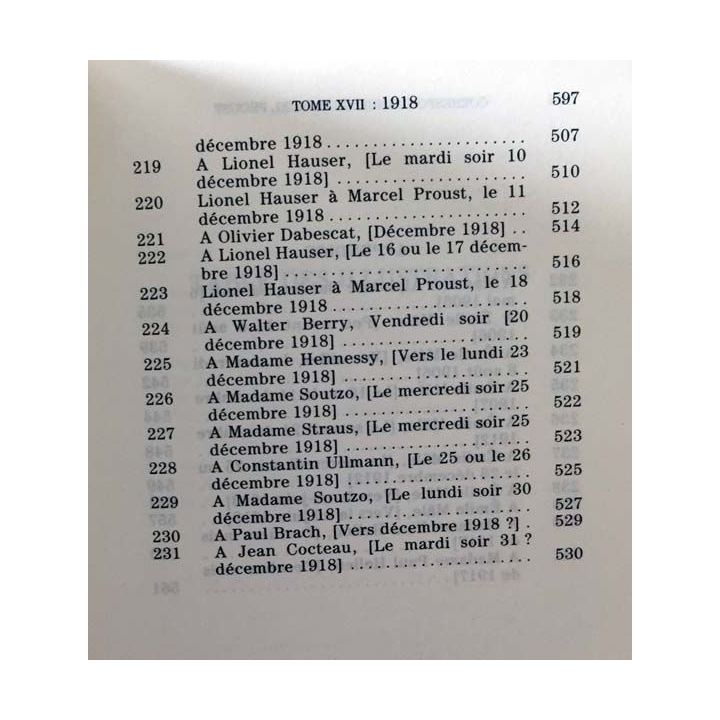 TOME XVII : 1918 597
décembre 1918 . . . . . . . . . . . . . . . . . . . . . . . 507
219 A Lionel Hauser, [Le mardi soir 10
décembre 1918] . . . . . . . . . . . . . . . . . . . . . 510
220 Lionel Hauser à Marcel Proust, le 11
décembre 1918 . . . . . . . . . . . . . . . . . . . . . . 512
221 A Olivier Dabescat, [Décembre 1918] . . 514
222 A Lionel Hauser, [Le 16 ou le 17 décem-
bre 1918] . . . . . . . . . . . . . . . . . . . . . . . . . . . 516
223 Lionel Hauser à Marcel Proust, le 18
décembre 1918 . . . . . . . . . . . . . . . . . . . . . . 518
224 A Walter Berry, Vendredi soir [20
décembre 1918] . . . . . . . . . . . . . . . . . . . . . 519
225 A Madame Hennessy, [Vers le lundi 23
décembre 1918] . . . . . . . . . . . . . . . . . . . . . 521
226 A Madame Soutzo, [Le mercredi soir 25
décembre 1918] . . . . . . . . . . . . . . . . . . . . . 522
227 A Madame Straus, [Le mercredi soir 25
décembre 1918] . . . . . . . . . . . . . . . . . . . . . 523
228 A Constantin Ullmann, [Le 25 ou le 26
décembre 1918] . . . . . . . . . . . . . . . . . . . . . 525
229 A Madame Soutzo, [Le lundi soir 30
décembre 1918] . . . . . . . . . . . . . . . . . . . . . 527
230 A Paul Brach, [Vers décembre 1918 ?] . 529
231 A Jean Cocteau, [Le mardi soir 31 ?
décembre 1918] . . . . . . . . . . . . . . . . . . . . . 530